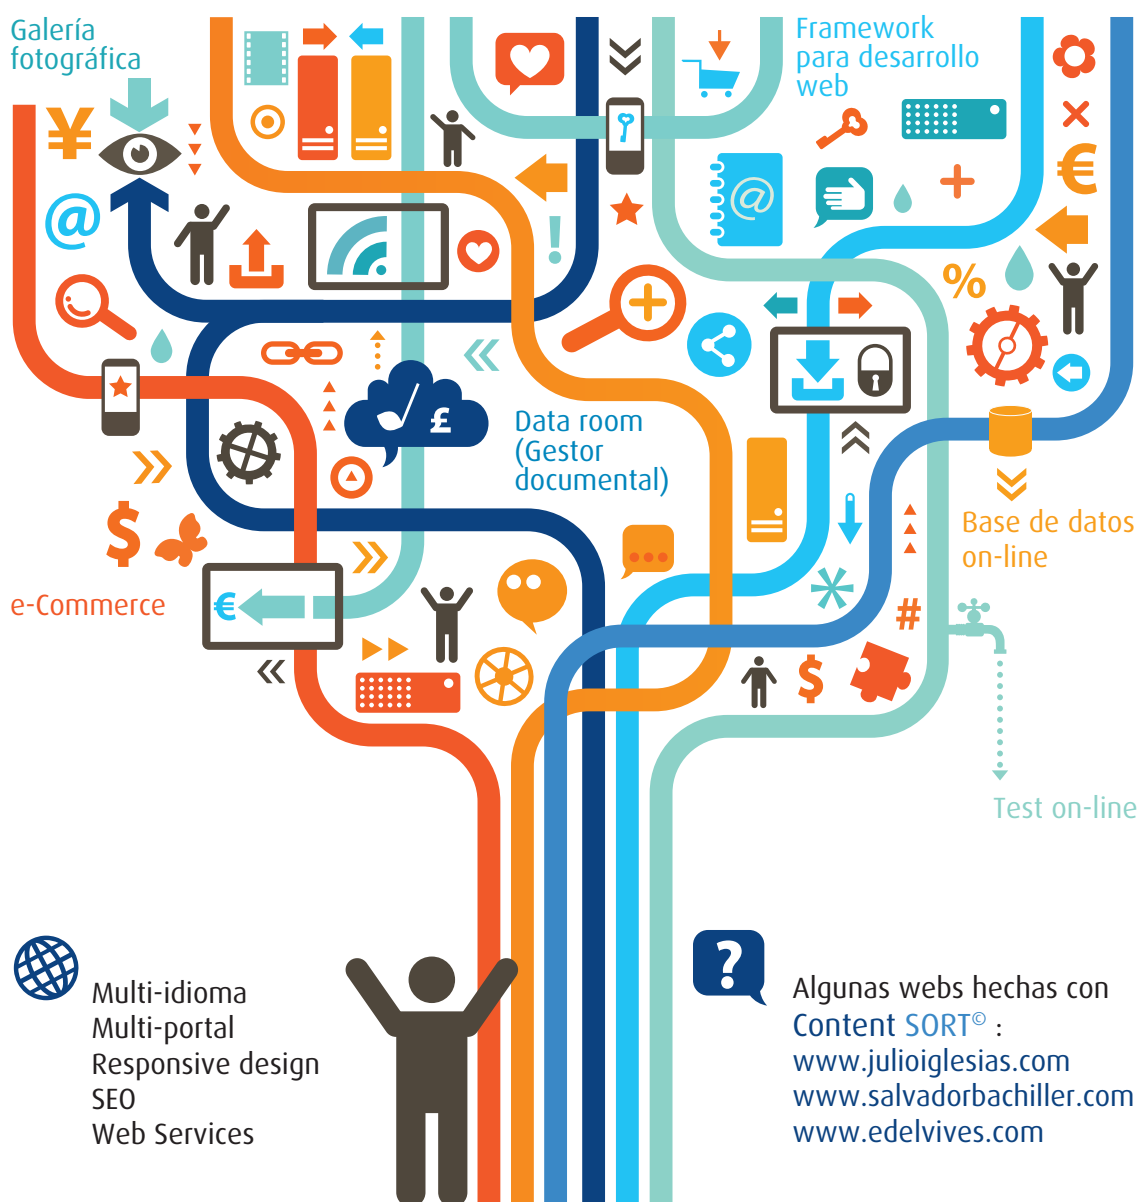 Galería
fotográfica
Framework
para desarrollo
web
¥
@
@
€
%
!
£
Data room
(Gestor
documental)
$
Base de datos
on-line
e-Commerce
€
#
$
Test on-line
Multi-idioma
Multi-portal
Responsive design
SEO
Web Services
?
Algunas webs hechas con
Content SORT© :
www.julioiglesias.com
www.salvadorbachiller.com
www.edelvives.com